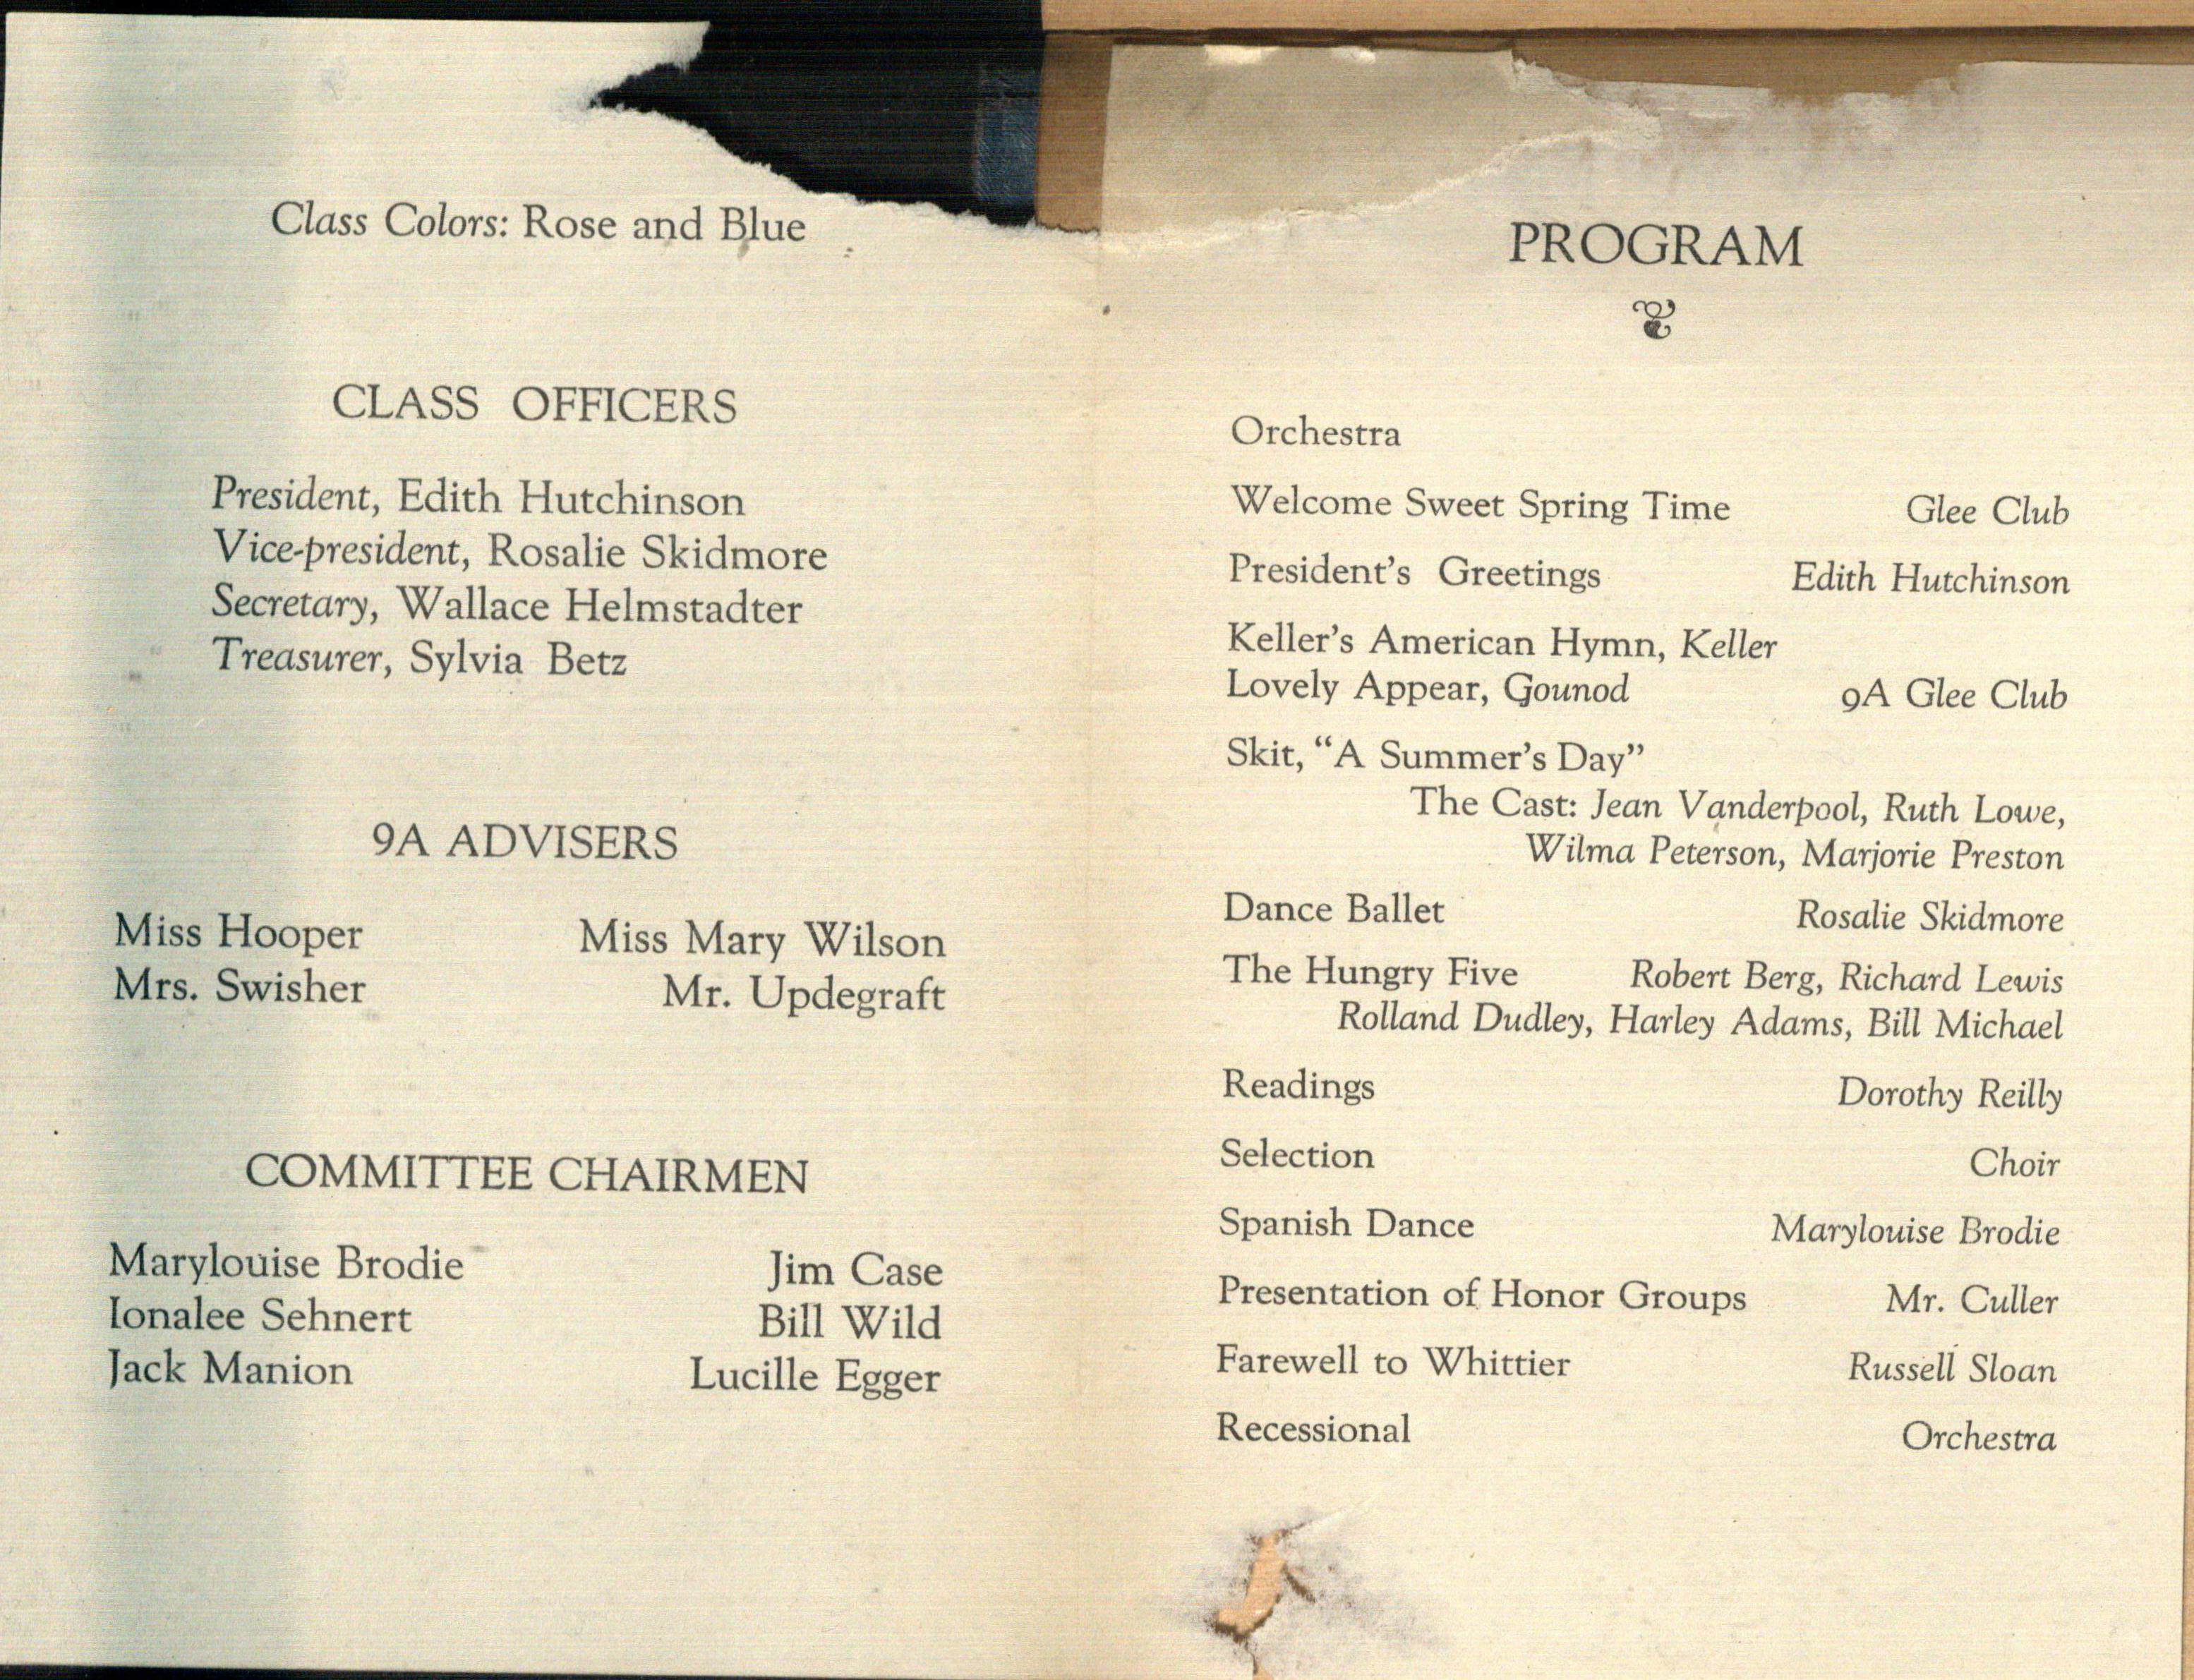 Class Colors: Rose and Blue
CLASS OFFICERS
President, Edith Hutchinson
Vice-president, Rosalie Skidmore
Secretary, Wallace Helmstadter
Treasurer, Sylvia Betz
9A ADVISERS
Miss Hooper Miss Mary Wilson
Mrs. Swisher Mr. Updegraft
COMMITTEE CHAIRMEN
Marylouise Brodie Jim Case
Ionalee Sehnert Bill Wild
Jack Manion Lucille Egger
PROGRAM
Orchestra
Welcome Sweet Spring Time Glee Club
President's Greetings Edith Hutchinson
Keller's American Hymn, Keller
Lovely Appear, Gounod 9A Glee Club
Skit, "A Summer's Day"
The Cast: Jean Vanderpool, Ruth Lowe,
Wilma Peterson, Marjorie Preston
Dance Ballet Rosalie Skidmore
The Hungry Five Robert Berg, Richard Lewis
Rolland Dudley, Harley Adams, Bill Michael
Readings Dorothy Reilly
Selection Choir
Spanish Dance Marylouise Brodie
Presentation of Honor Groups Mr. Culler
Farewell to Whittier Russell Sloan
Recessional Orchestra